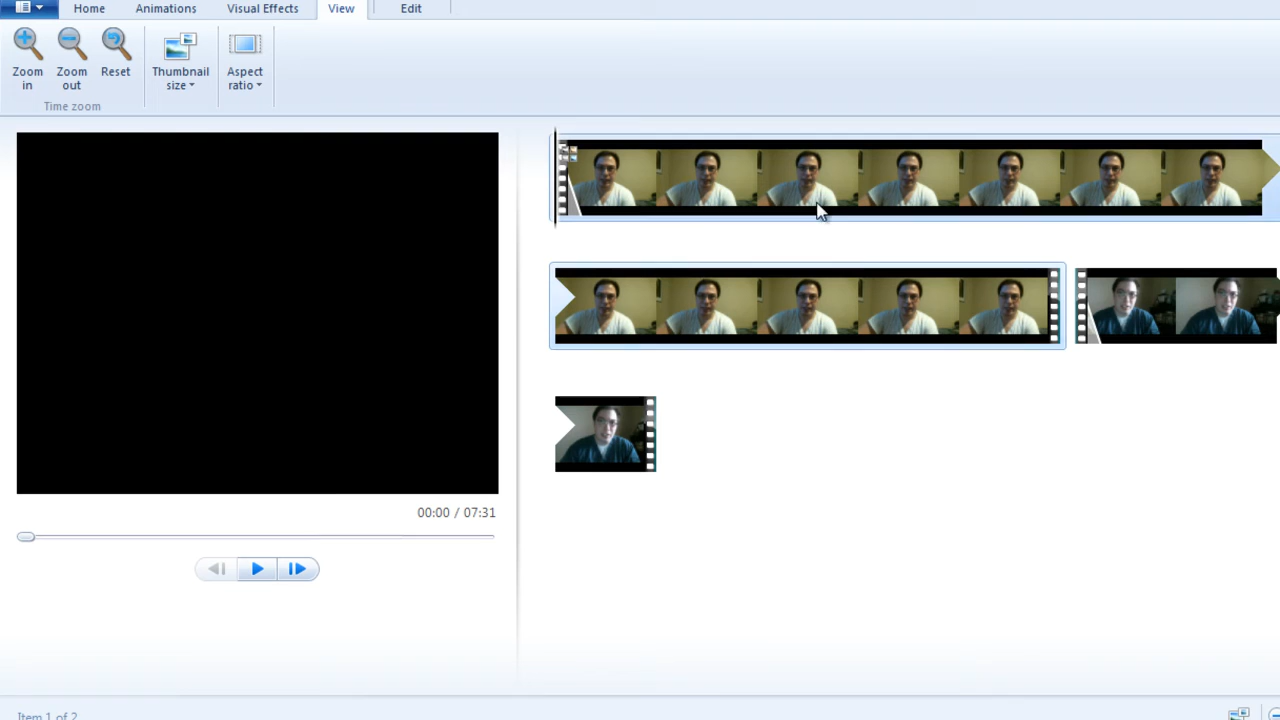 Home Animations Visual Effects View Edit
Zoom in Zoom out Reset Thumbnail size Aspect ratio
Time zoom
00:00 / 07:31
Item 1 of 2